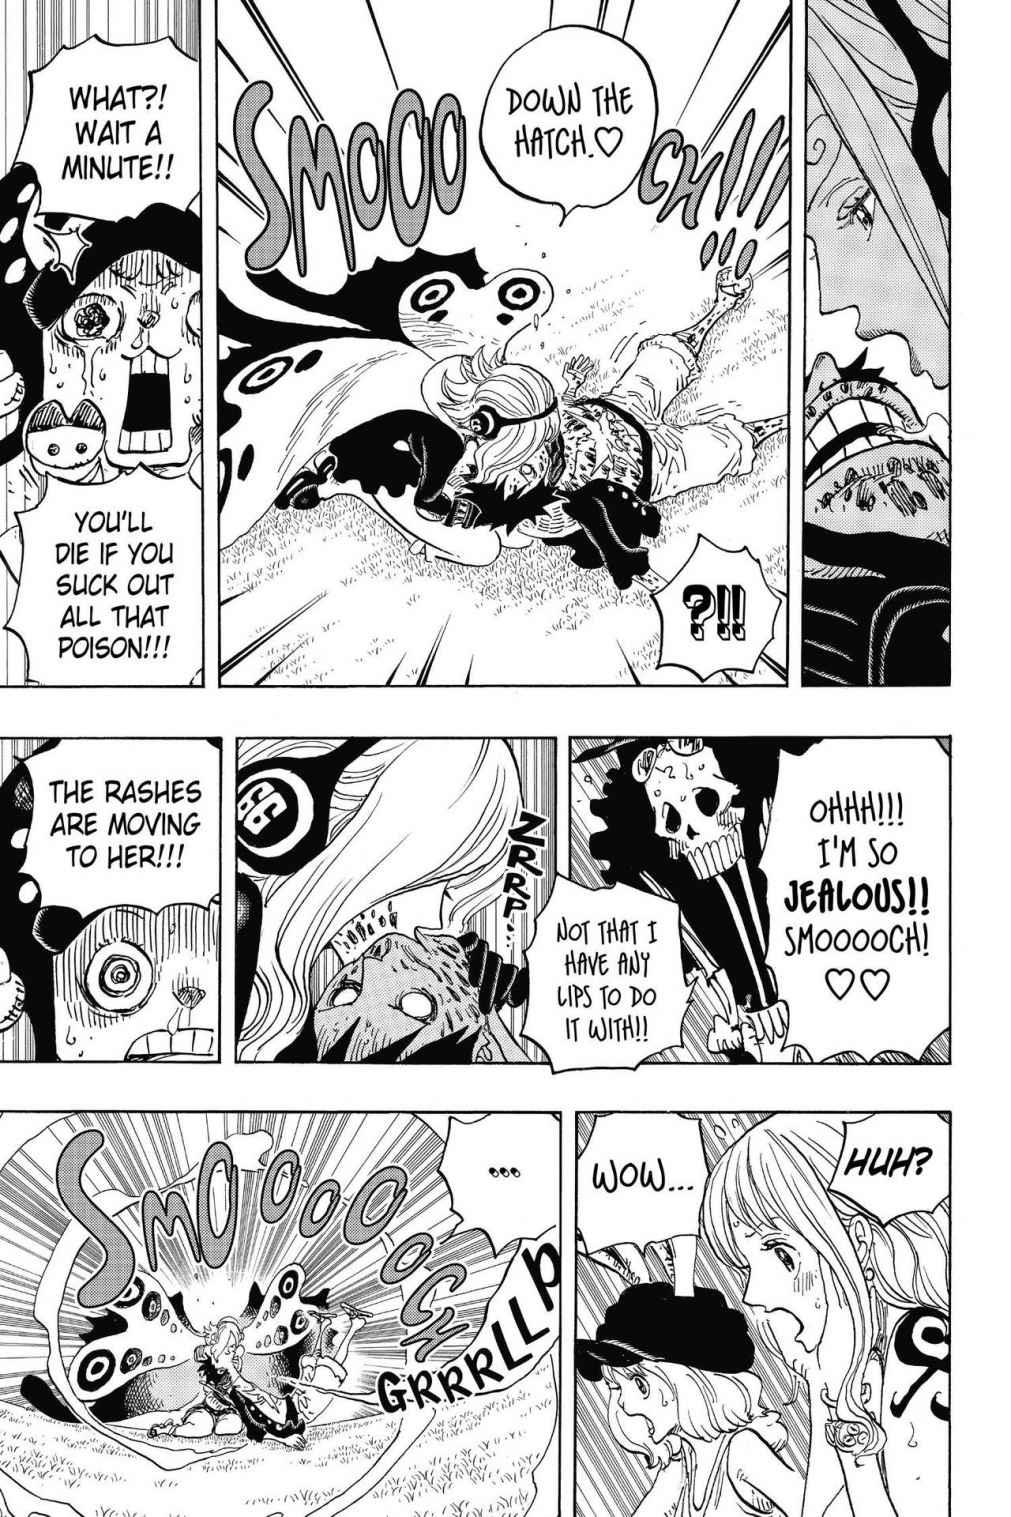 DOWN THE
HATCH.♡
SMOOO
CH!!!
?!!
WHAT?!
WAIT A
MINUTE!!
YOU'LL
DIE IF YOU
SUCK OUT
ALL THAT
POISON!!!
OHHH!!!
I'M SO
JEALOUS!!
SMOOOOCH!
♡♡
NOT THAT I
HAVE ANY
LIPS TO DO
IT WITH!!
ZRRP...
GG
THE RASHES
ARE MOVING
TO HER!!!
HUH?
WOW...
...
SMOOOOOOCH
GRRRLLP